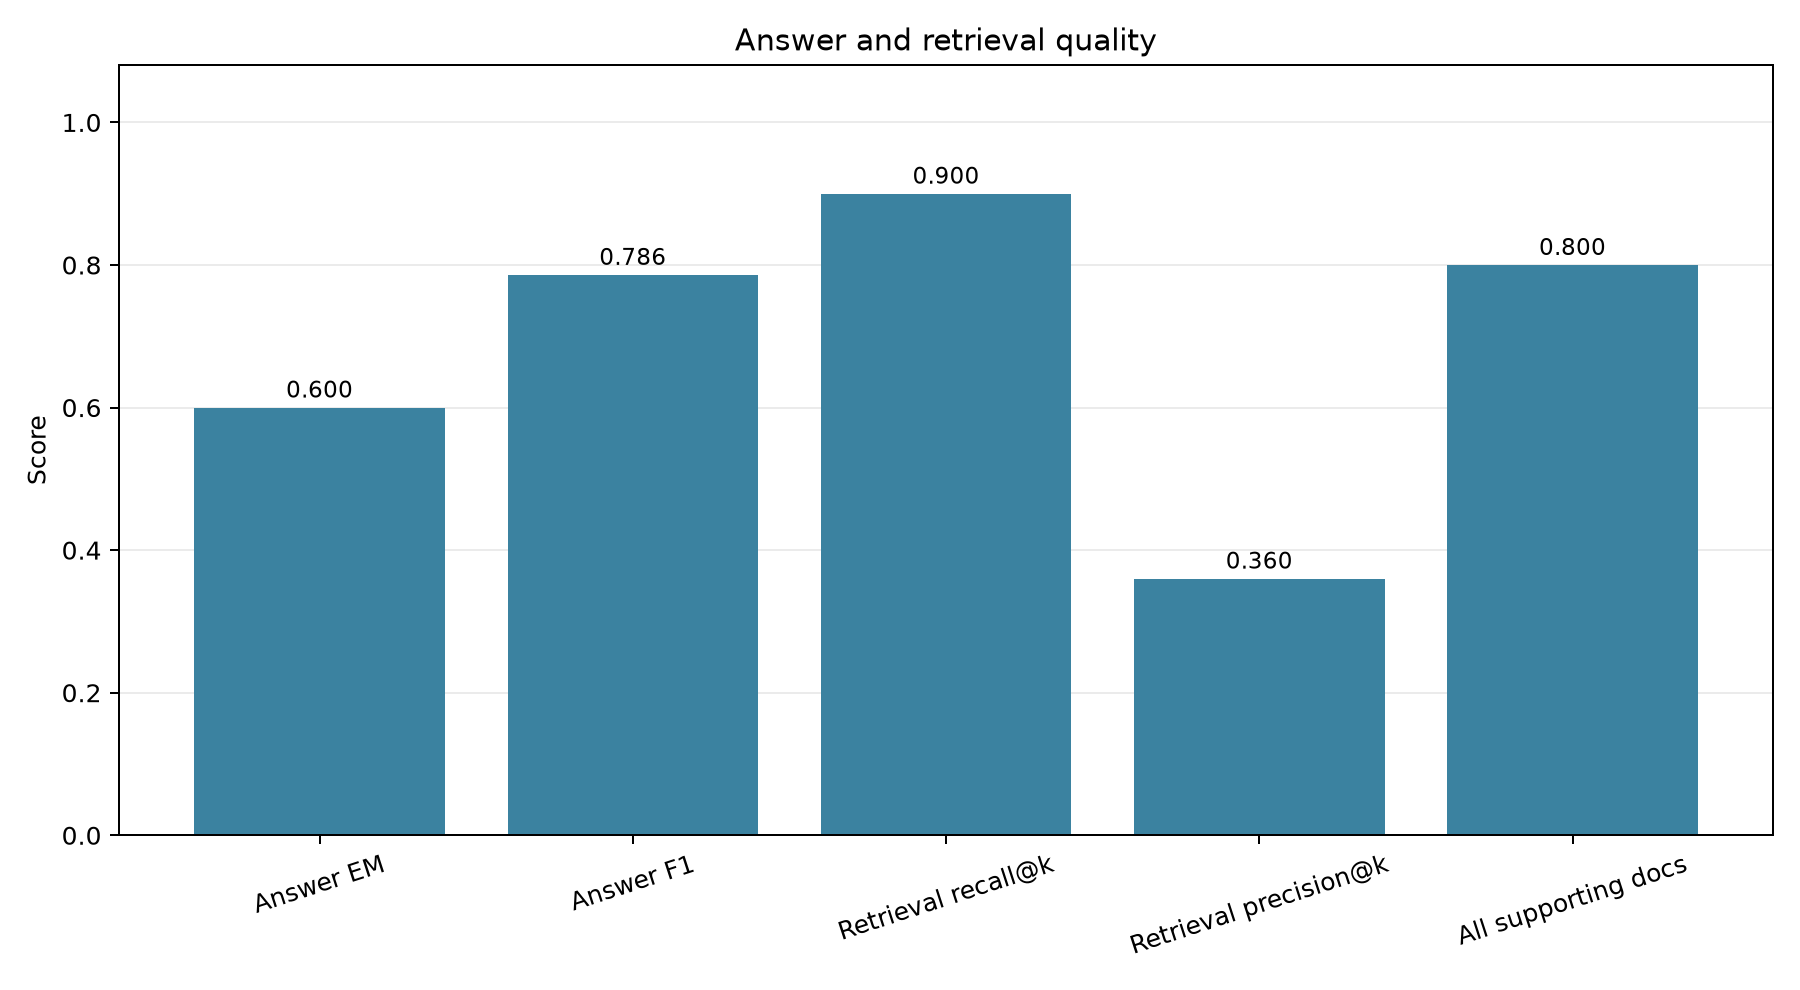 Answer and retrieval quality
Score
1.0
0.8
0.6
0.4
0.2
0.0
0.600
0.786
0.900
0.360
0.800
Answer EM
Answer F1
Retrieval recall@k
Retrieval precision@k
All supporting docs